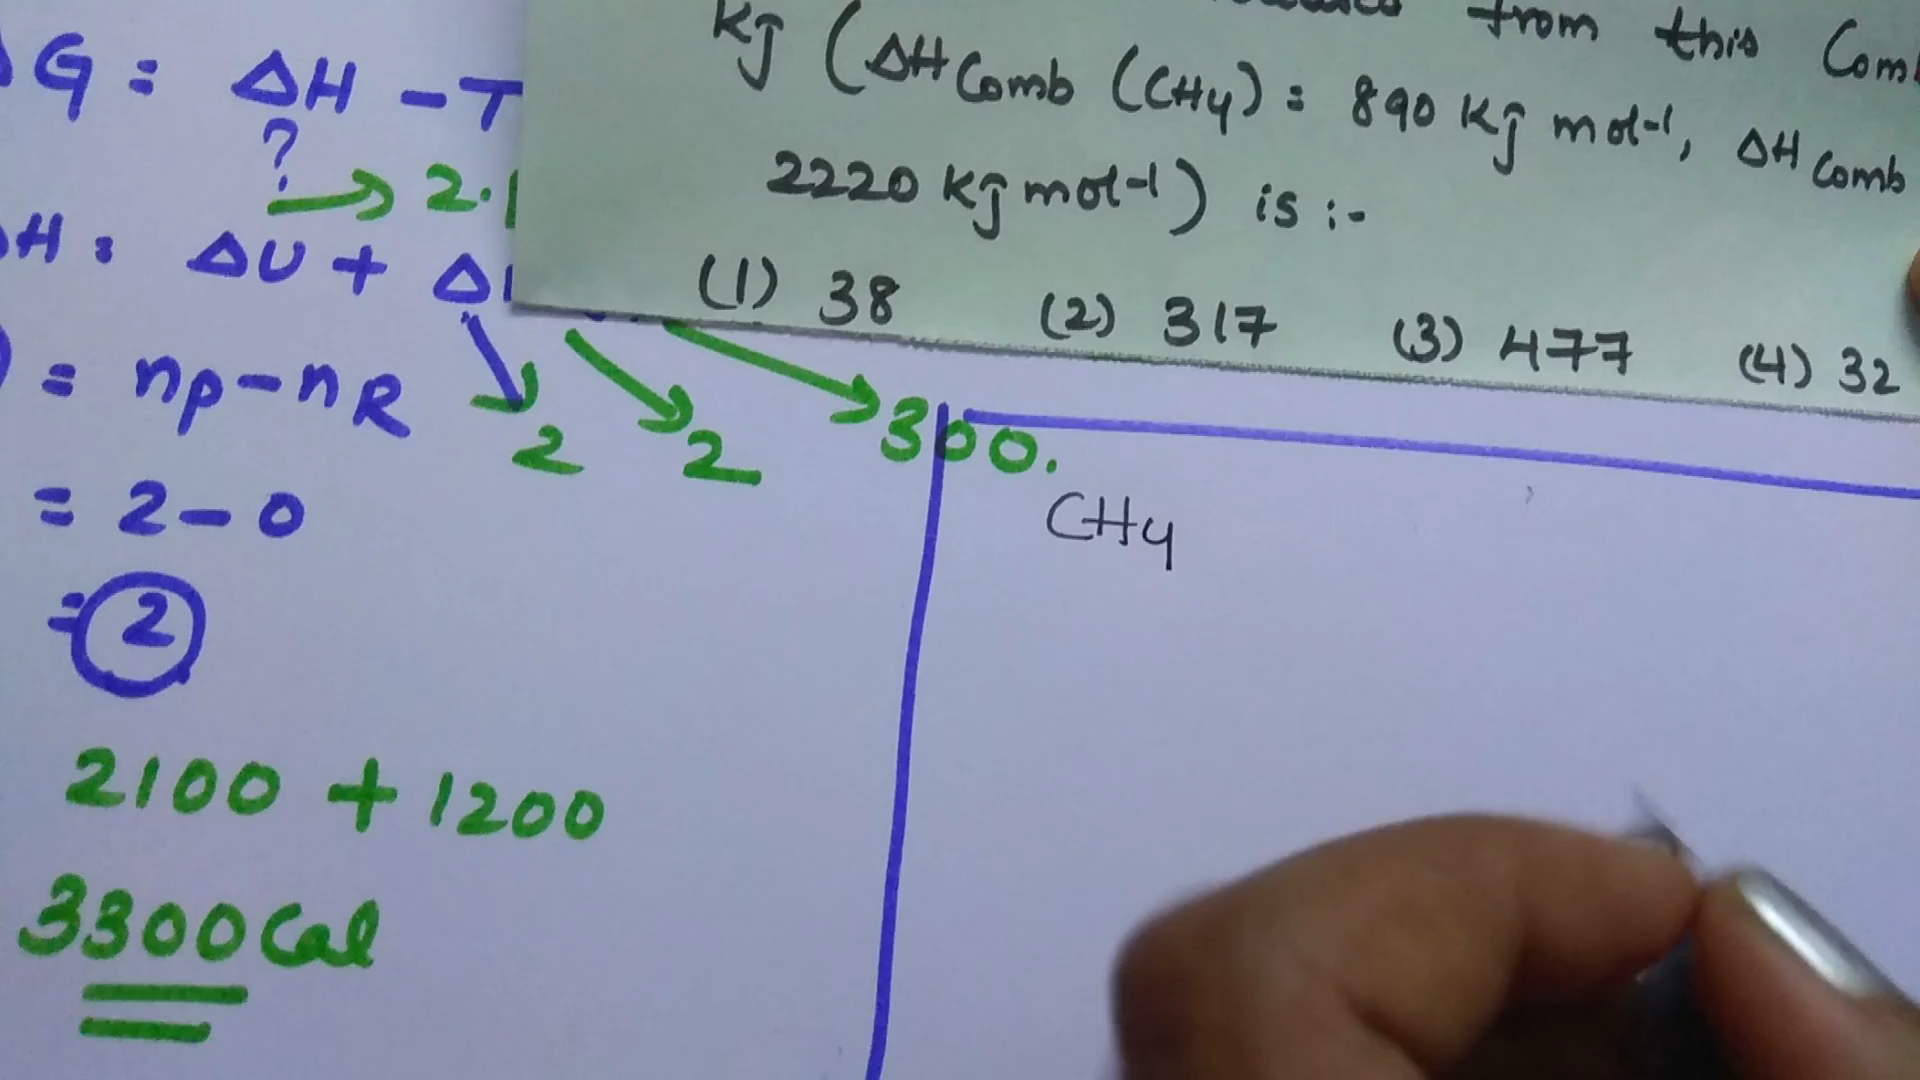 from this
kJ (ΔH Comb (CH4) = 890 kJ mol-1, ΔH Comb
2220 kJ mol-1) is :-
(1) 38 (2) 317 (3) 477 (4) 32
G = ΔH - T
?
→ 2.1
H = ΔU + Δ
= np - nR
2 2 300.
= 2 - 0
= 2
2100 + 1200
3300 Cal
CH4